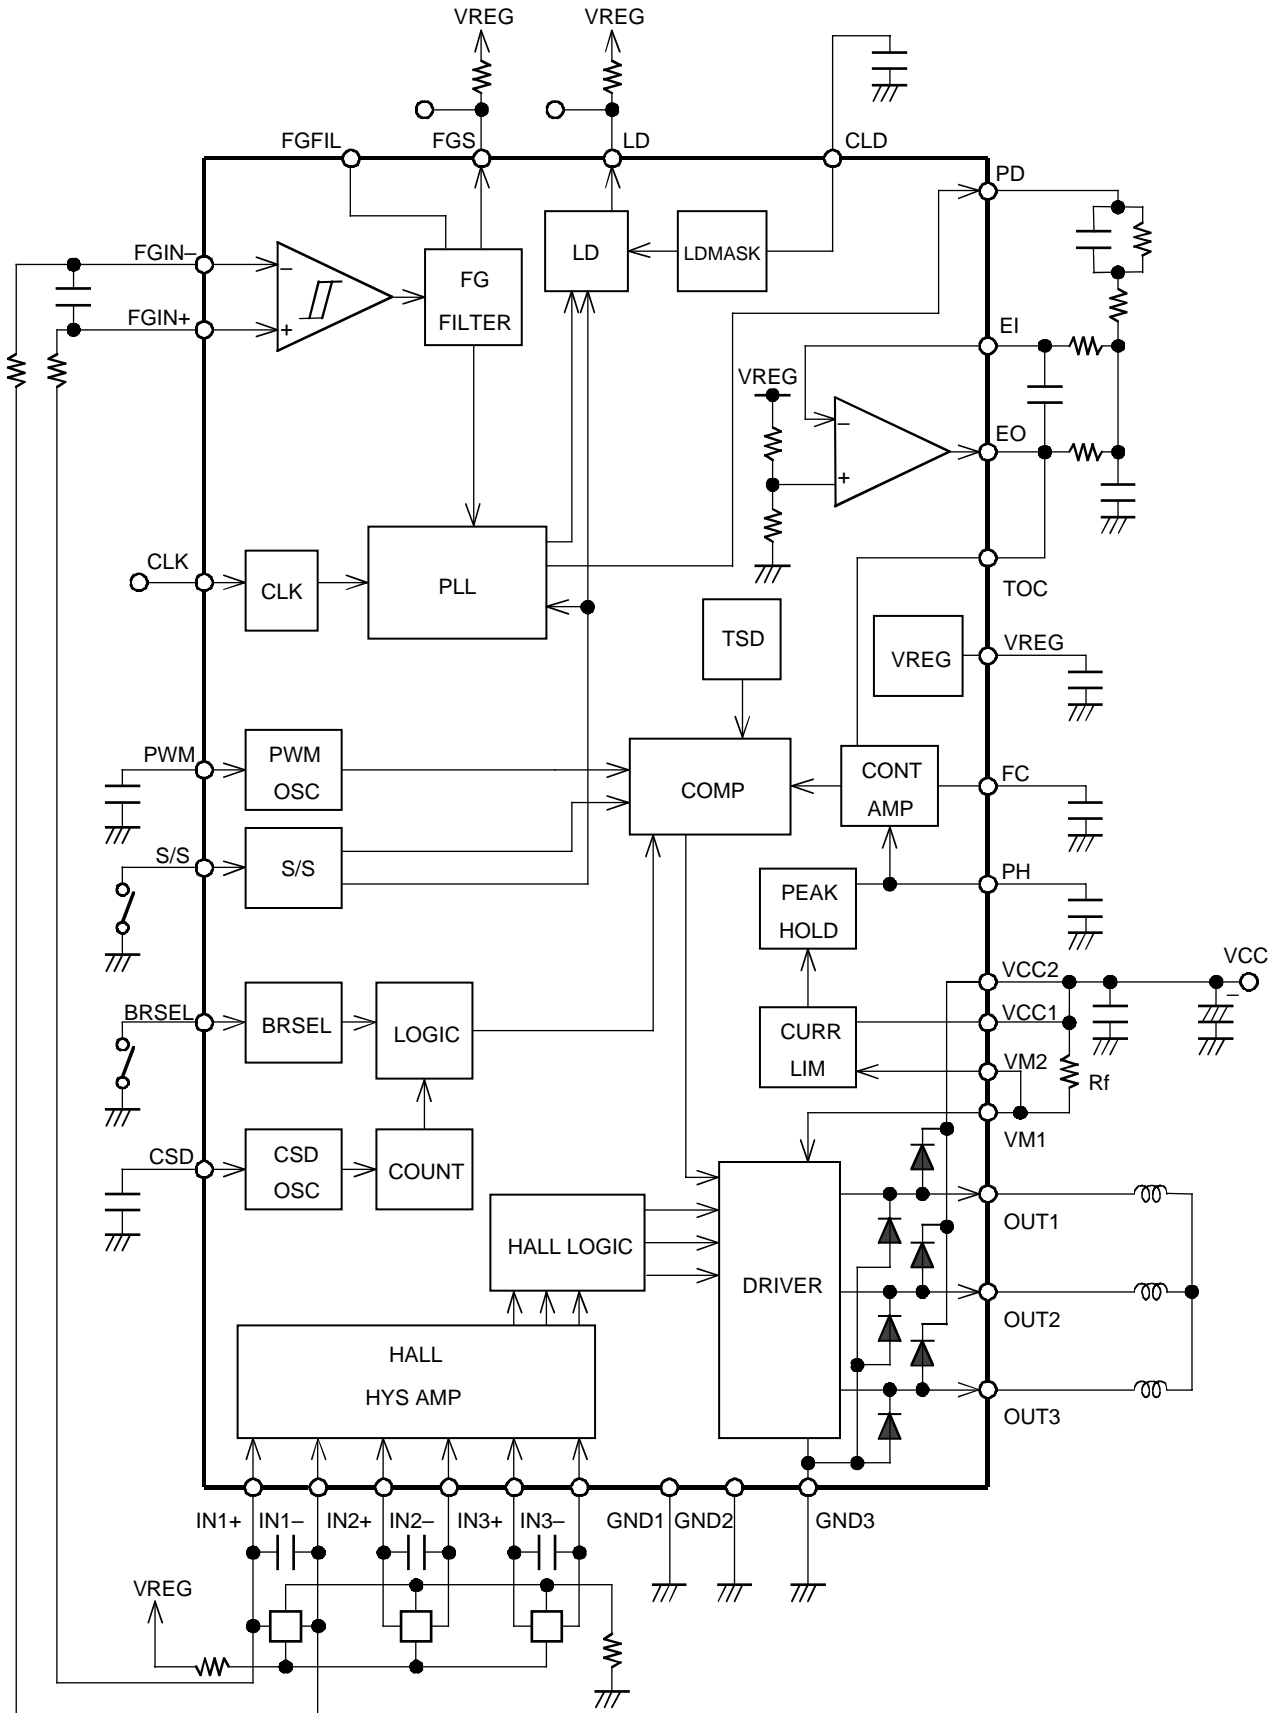 VREG
VREG
FGFIL
FGS
LD
CLD
PD
FGIN–
–
LD
LDMASK
FG
FILTER
FGIN+
+
EI
VREG
–
EO
+
CLK
CLK
PLL
TOC
TSD
VREG
VREG
PWM
PWM
OSC
COMP
CONT
AMP
FC
S/S
S/S
PEAK
HOLD
PH
VCC2
VCC
–
BRSEL
BRSEL
LOGIC
CURR
LIM
VCC1
VM2
Rf
VM1
CSD
CSD
OSC
COUNT
HALL LOGIC
DRIVER
OUT1
OUT2
HALL
HYS AMP
OUT3
IN1+
IN1–
IN2+
IN2–
IN3+
IN3–
GND1
GND2
GND3
VREG